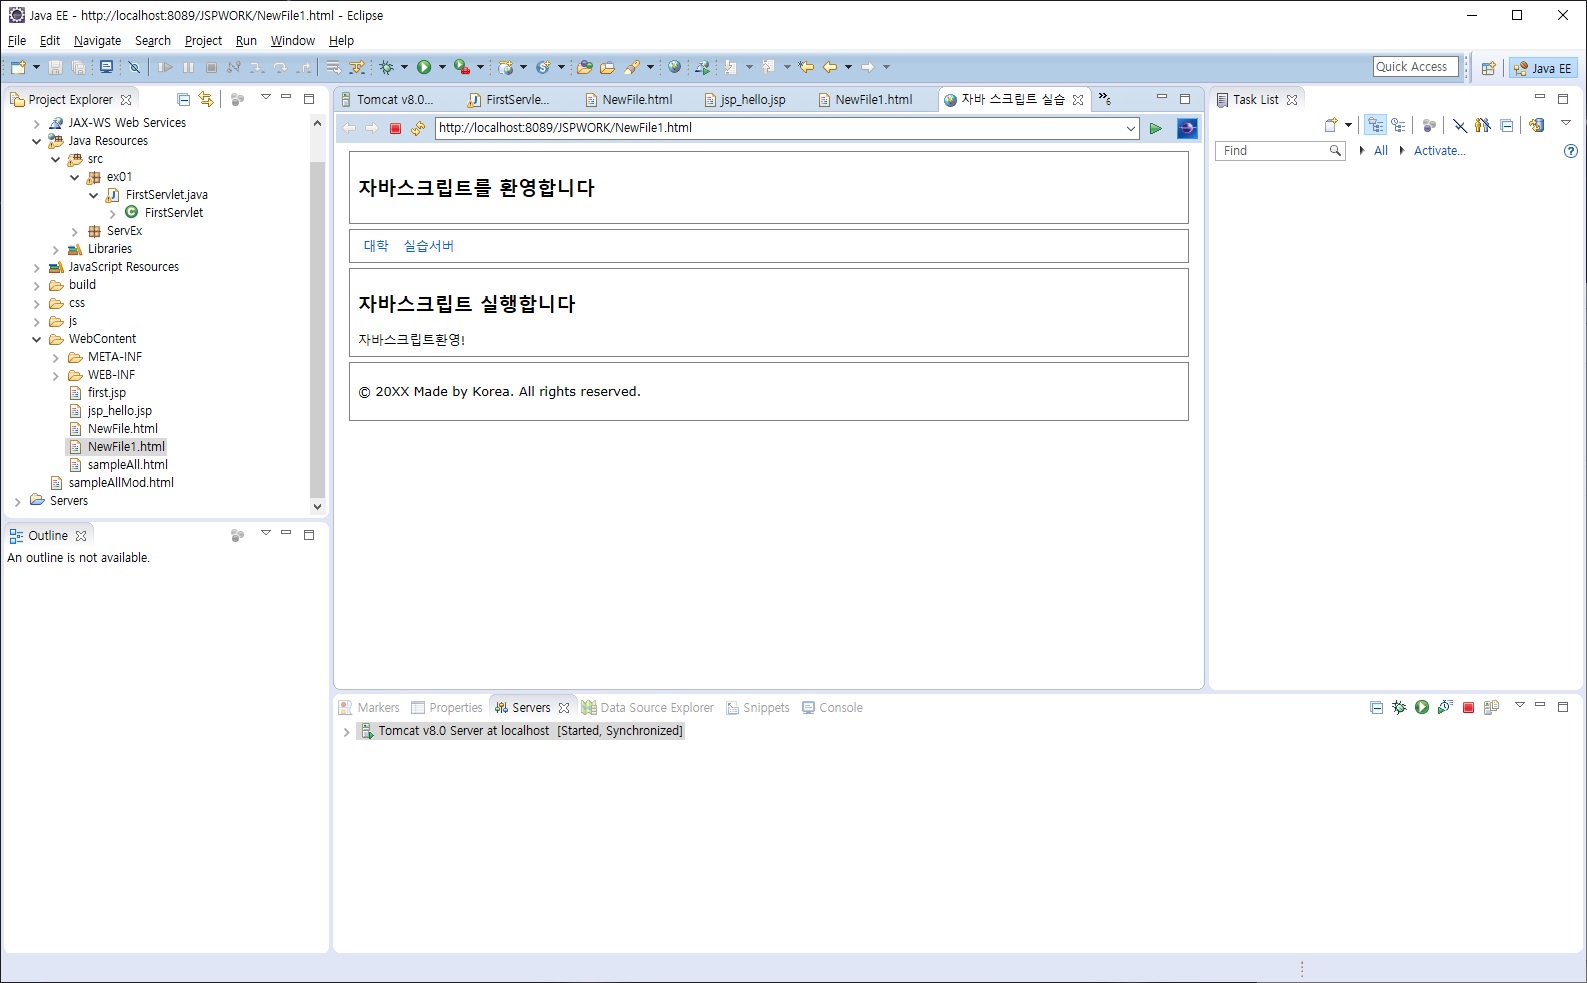 Java EE - http://localhost:8089/JSPWORK/NewFile1.html - Eclipse
File Edit Navigate Search Project Run Window Help
Quick Access
Java EE
Project Explorer
JAX-WS Web Services
Java Resources
src
ex01
FirstServlet.java
FirstServlet
ServEx
Libraries
JavaScript Resources
build
css
js
WebContent
META-INF
WEB-INF
first.jsp
jsp_hello.jsp
NewFile.html
NewFile1.html
sampleAll.html
sampleAllMod.html
Servers
Outline
An outline is not available.
Tomcat v8.0... FirstServle... NewFile.html jsp_hello.jsp NewFile1.html 자바 스크립트 실습 »6
http://localhost:8089/JSPWORK/NewFile1.html
자바스크립트를 환영합니다
대학 실습서버
자바스크립트 실행합니다
자바스크립트환영!
© 20XX Made by Korea. All rights reserved.
Task List
Find All Activate...
Markers Properties Servers Data Source Explorer Snippets Console
Tomcat v8.0 Server at localhost [Started, Synchronized]